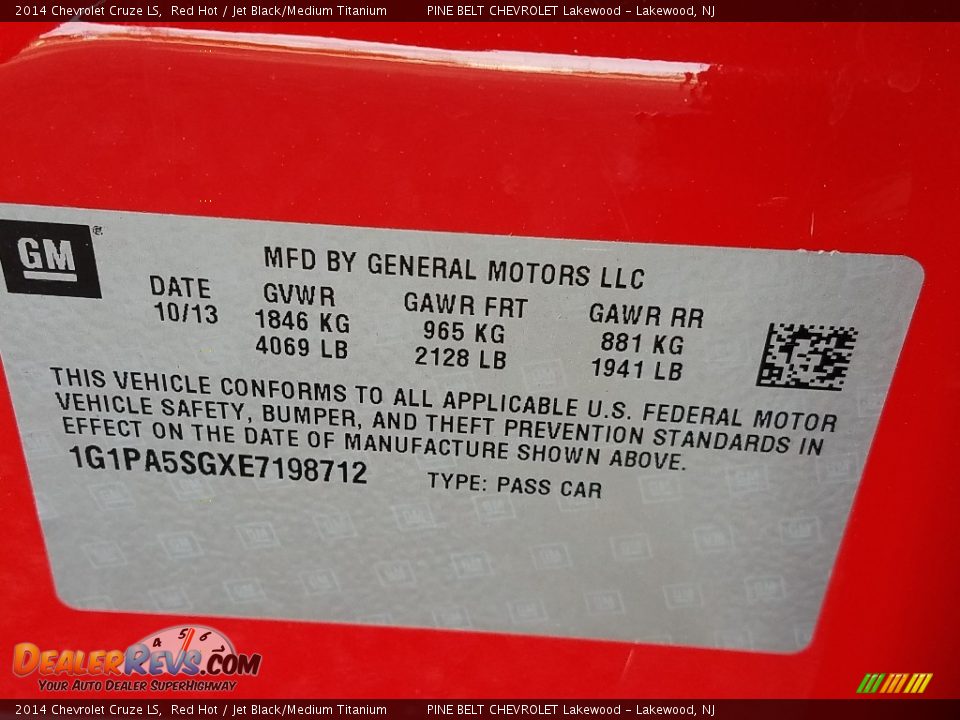 2014 Chevrolet Cruze LS, Red Hot / Jet Black/Medium Titanium PINE BELT CHEVROLET Lakewood - Lakewood, NJ
GM
MFD BY GENERAL MOTORS LLC
DATE GVWR GAWR FRT GAWR RR
10/13 1846 KG 965 KG 881 KG
4069 LB 2128 LB 1941 LB
THIS VEHICLE CONFORMS TO ALL APPLICABLE U.S. FEDERAL MOTOR
VEHICLE SAFETY, BUMPER, AND THEFT PREVENTION STANDARDS IN
EFFECT ON THE DATE OF MANUFACTURE SHOWN ABOVE.
1G1PA5SGXE7198712 TYPE: PASS CAR
4 5 6
DealerRevs.com
Your Auto Dealer SuperHighway
2014 Chevrolet Cruze LS, Red Hot / Jet Black/Medium Titanium PINE BELT CHEVROLET Lakewood - Lakewood, NJ